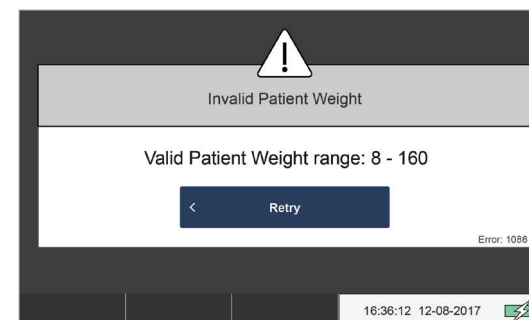 Invalid Patient Weight
Valid Patient Weight range: 8 - 160
Retry
Error: 1086
16:36:12 12-08-2017